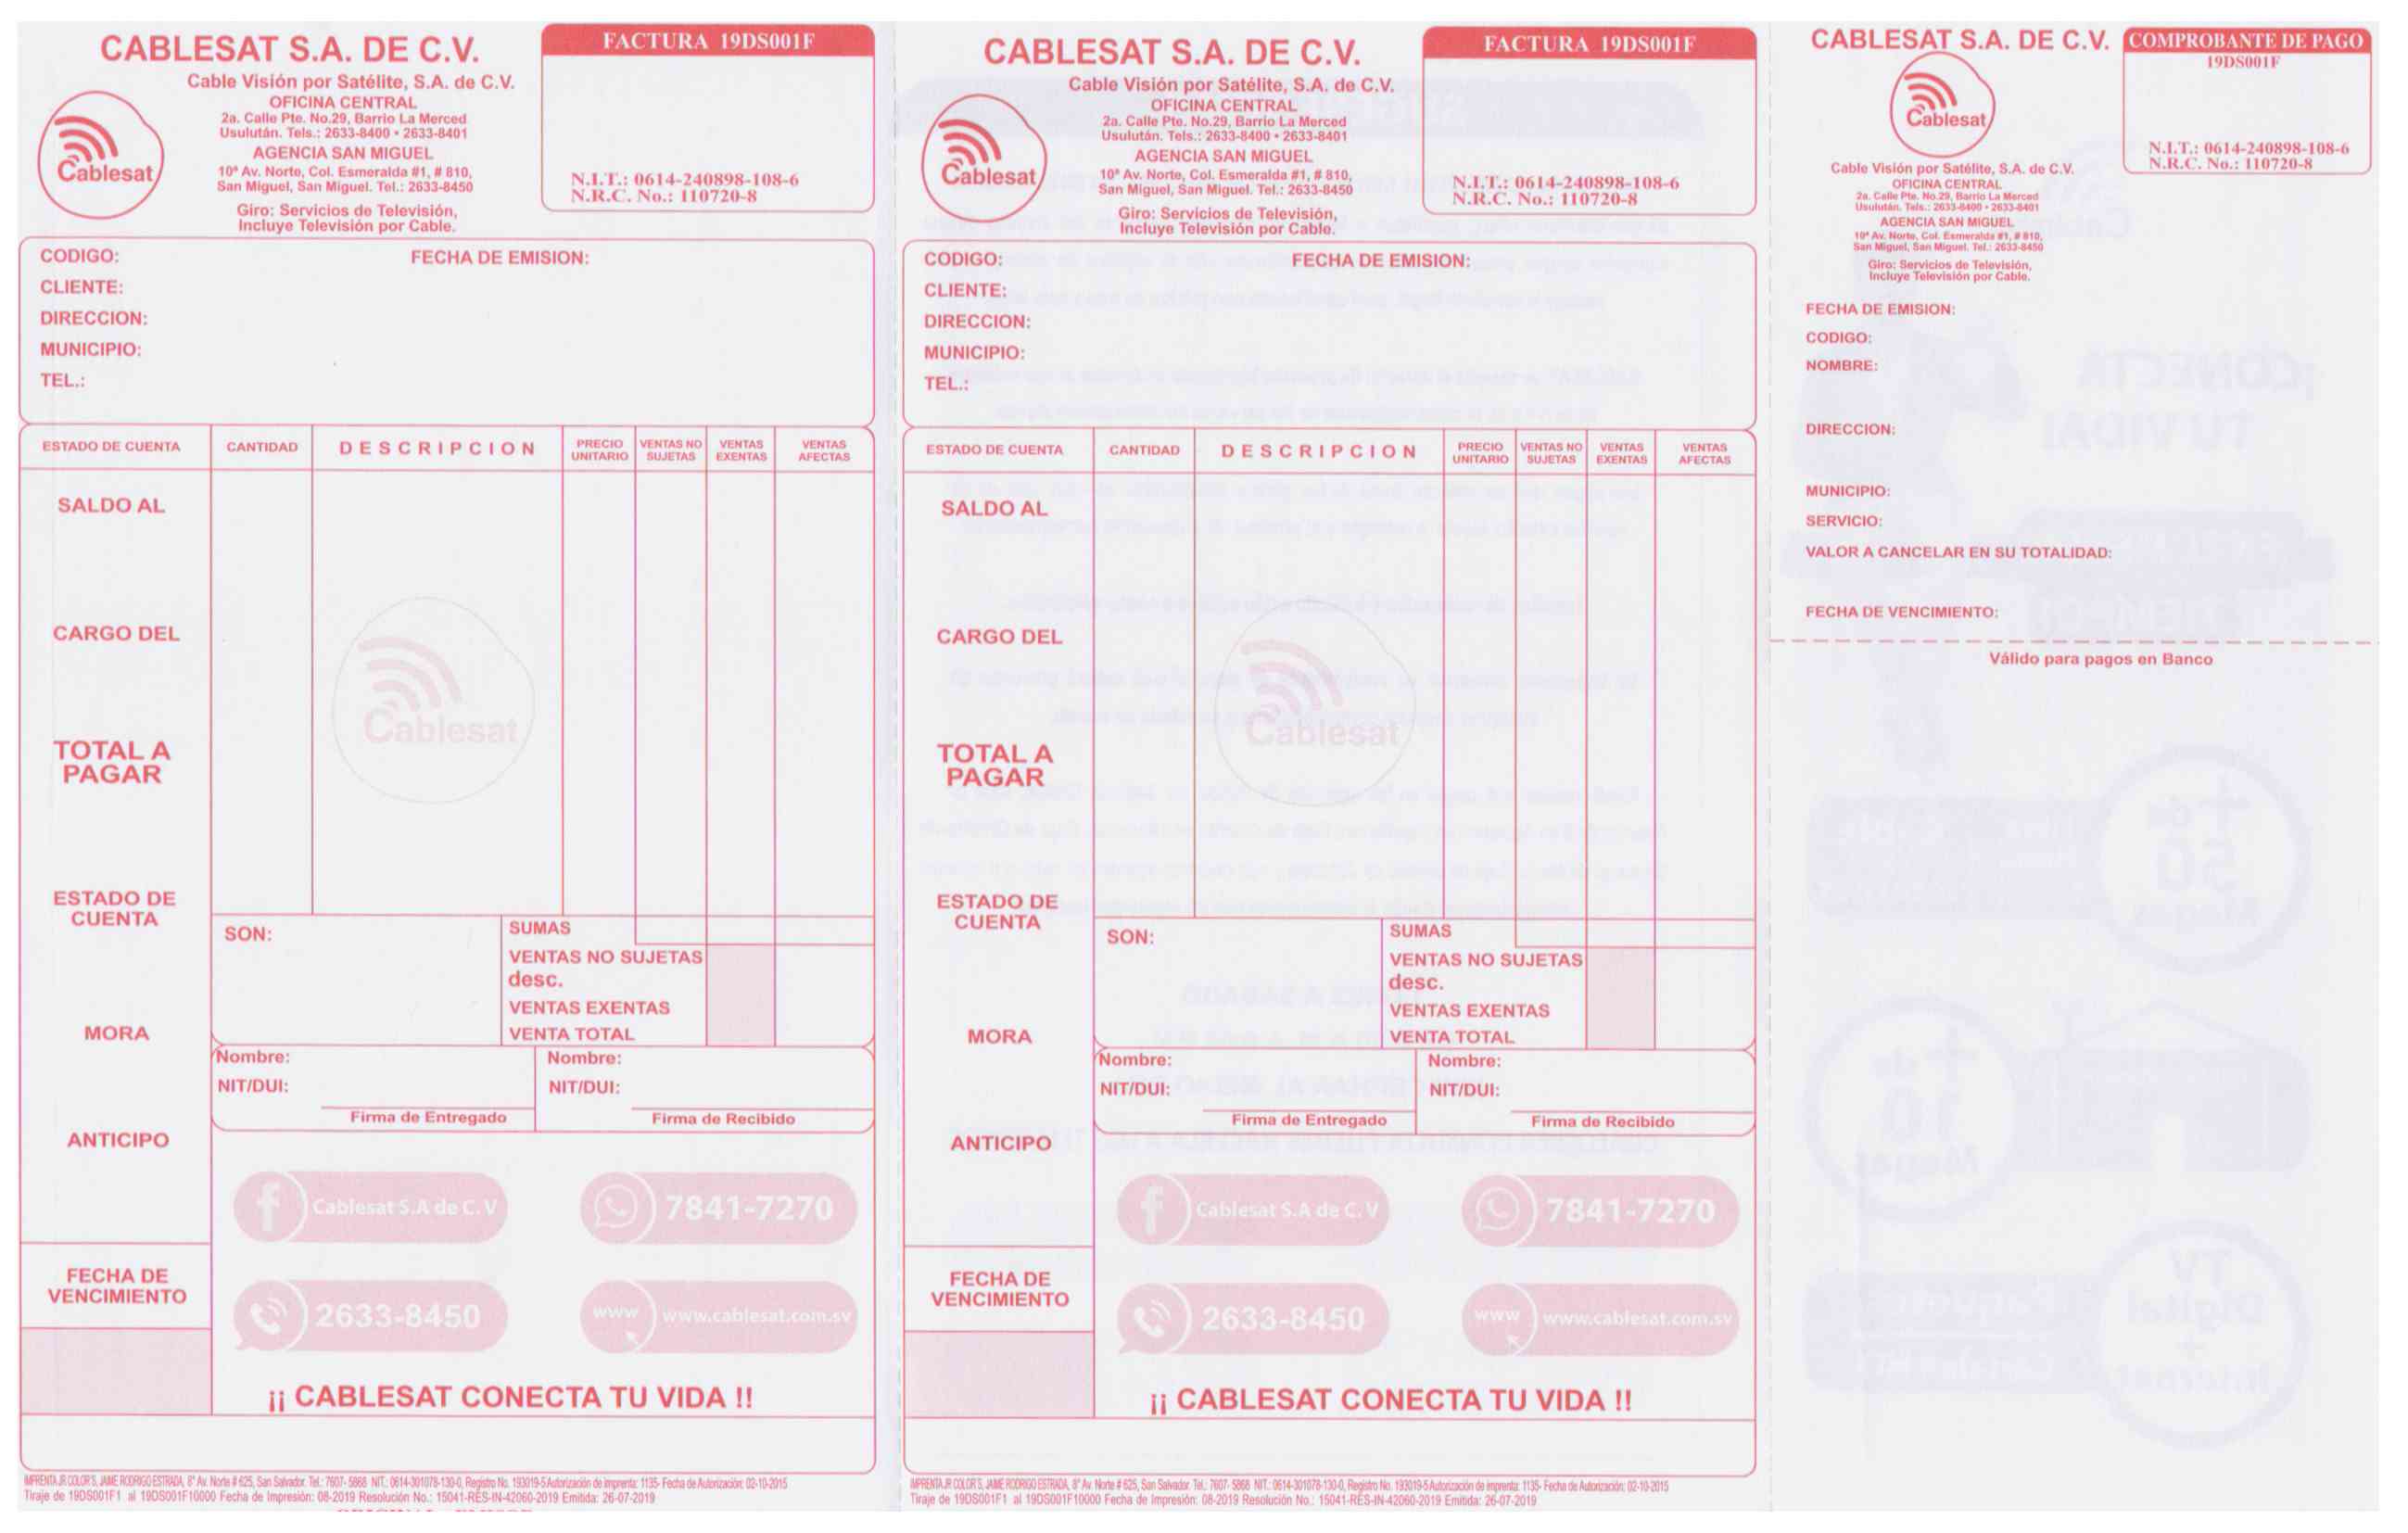 CABLESAT S.A. DE C.V.
Cable Visión por Satélite, S.A. de C.V.
OFICINA CENTRAL
2a. Calle Pte. No.29, Barrio La Merced
Usulután. Tels.: 2633-8400 • 2633-8401
AGENCIA SAN MIGUEL
10ª Av. Norte, Col. Esmeralda #1, # 810,
San Miguel, San Miguel. Tel.: 2633-8450
Giro: Servicios de Televisión,
Incluye Televisión por Cable.
Cablesat
FACTURA 19DS001F
N.I.T.: 0614-240898-108-6
N.R.C. No.: 110720-8
CODIGO: FECHA DE EMISION:
CLIENTE:
DIRECCION:
MUNICIPIO:
TEL.:
ESTADO DE CUENTA CANTIDAD DESCRIPCION PRECIO UNITARIO VENTAS NO SUJETAS VENTAS EXENTAS VENTAS AFECTAS
SALDO AL
CARGO DEL
Cablesat
TOTAL A
PAGAR
ESTADO DE
CUENTA
SON:
SUMAS
VENTAS NO SUJETAS
desc.
VENTAS EXENTAS
VENTA TOTAL
MORA
Nombre: Nombre:
NIT/DUI: NIT/DUI:
Firma de Entregado Firma de Recibido
ANTICIPO
Cablesat S.A de C. V 7841-7270
FECHA DE
VENCIMIENTO
2633-8450 www www.cablesat.com.sv
¡¡ CABLESAT CONECTA TU VIDA !!
IMPRENTA JR COLOR'S, JAIME RODRIGO ESTRADA, 8ª Av. Norte # 625, San Salvador. Tel.: 7607- 5868 NIT.: 0614-301078-130-0, Registro No. 193019-5 Autorización de imprenta: 1135- Fecha de Autorización: 02-10-2015
Tiraje de 19DS001F1 al 19DS001F10000 Fecha de Impresión: 08-2019 Resolución No.: 15041-RES-IN-42060-2019 Emitida: 26-07-2019
CABLESAT S.A. DE C.V.
Cable Visión por Satélite, S.A. de C.V.
OFICINA CENTRAL
2a. Calle Pte. No.29, Barrio La Merced
Usulután. Tels.: 2633-8400 • 2633-8401
AGENCIA SAN MIGUEL
10ª Av. Norte, Col. Esmeralda #1, # 810,
San Miguel, San Miguel. Tel.: 2633-8450
Giro: Servicios de Televisión,
Incluye Televisión por Cable.
Cablesat
FACTURA 19DS001F
N.I.T.: 0614-240898-108-6
N.R.C. No.: 110720-8
CODIGO: FECHA DE EMISION:
CLIENTE:
DIRECCION:
MUNICIPIO:
TEL.:
ESTADO DE CUENTA CANTIDAD DESCRIPCION PRECIO UNITARIO VENTAS NO SUJETAS VENTAS EXENTAS VENTAS AFECTAS
SALDO AL
CARGO DEL
Cablesat
TOTAL A
PAGAR
ESTADO DE
CUENTA
SON:
SUMAS
VENTAS NO SUJETAS
desc.
VENTAS EXENTAS
VENTA TOTAL
MORA
Nombre: Nombre:
NIT/DUI: NIT/DUI:
Firma de Entregado Firma de Recibido
ANTICIPO
Cablesat S.A de C. V 7841-7270
FECHA DE
VENCIMIENTO
2633-8450 www www.cablesat.com.sv
¡¡ CABLESAT CONECTA TU VIDA !!
IMPRENTA JR COLOR'S, JAIME RODRIGO ESTRADA, 8ª Av. Norte # 625, San Salvador. Tel.: 7607- 5868 NIT.: 0614-301078-130-0, Registro No. 193019-5 Autorización de imprenta: 1135- Fecha de Autorización: 02-10-2015
Tiraje de 19DS001F1 al 19DS001F10000 Fecha de Impresión: 08-2019 Resolución No.: 15041-RES-IN-42060-2019 Emitida: 26-07-2019
CABLESAT S.A. DE C.V.
COMPROBANTE DE PAGO
19DS001F
Cablesat
N.I.T.: 0614-240898-108-6
N.R.C. No.: 110720-8
Cable Visión por Satélite, S.A. de C.V.
OFICINA CENTRAL
2a. Calle Pte. No.29, Barrio La Merced
Usulután. Tels.: 2633-8400 • 2633-8401
AGENCIA SAN MIGUEL
10ª Av. Norte, Col. Esmeralda #1, # 810,
San Miguel, San Miguel. Tel.: 2633-8450
Giro: Servicios de Televisión,
Incluye Televisión por Cable.
FECHA DE EMISION:
CODIGO:
NOMBRE:
DIRECCION:
MUNICIPIO:
SERVICIO:
VALOR A CANCELAR EN SU TOTALIDAD:
FECHA DE VENCIMIENTO:
Válido para pagos en Banco